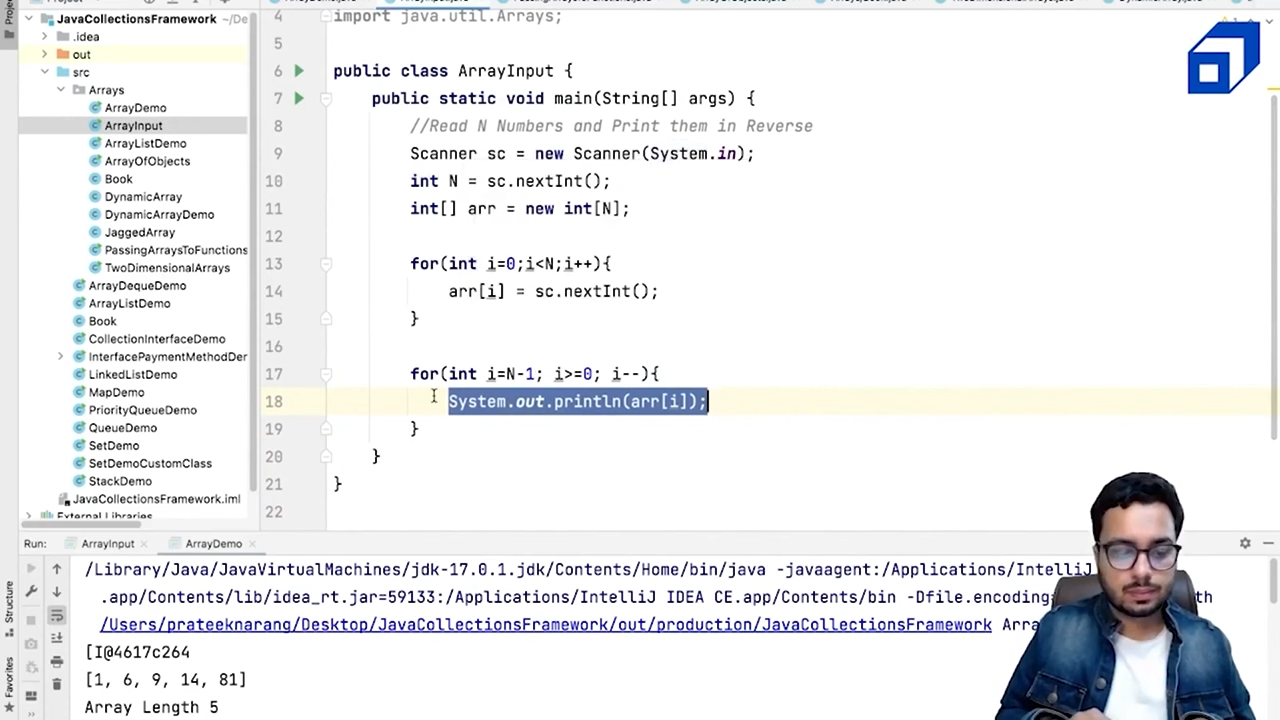 JavaCollectionsFramework ~/De
.idea
out
src
Arrays
ArrayDemo
ArrayInput
ArrayListDemo
ArrayOfObjects
Book
DynamicArray
DynamicArrayDemo
JaggedArray
PassingArraysToFunctions
TwoDimensionalArrays
ArrayDequeDemo
ArrayListDemo
Book
CollectionInterfaceDemo
InterfacePaymentMethodDer
LinkedListDemo
MapDemo
PriorityQueueDemo
QueueDemo
SetDemo
SetDemoCustomClass
StackDemo
JavaCollectionsFramework.iml
External Libraries
4 import java.util.Arrays;
5
6 public class ArrayInput {
7 public static void main(String[] args) {
8 //Read N Numbers and Print them in Reverse
9 Scanner sc = new Scanner(System.in);
10 int N = sc.nextInt();
11 int[] arr = new int[N];
12
13 for(int i=0;i<N;i++){
14 arr[i] = sc.nextInt();
15 }
16
17 for(int i=N-1; i>=0; i--){
18 System.out.println(arr[i]);
19 }
20 }
21 }
22
Run: ArrayInput ArrayDemo
/Library/Java/JavaVirtualMachines/jdk-17.0.1.jdk/Contents/Home/bin/java -javaagent:/Applications/IntelliJ
.app/Contents/lib/idea_rt.jar=59133:/Applications/IntelliJ IDEA CE.app/Contents/bin -Dfile.encoding=
/Users/prateeknarang/Desktop/JavaCollectionsFramework/out/production/JavaCollectionsFramework Arra
[I@4617c264
[1, 6, 9, 14, 81]
Array Length 5
Structure
Favorites